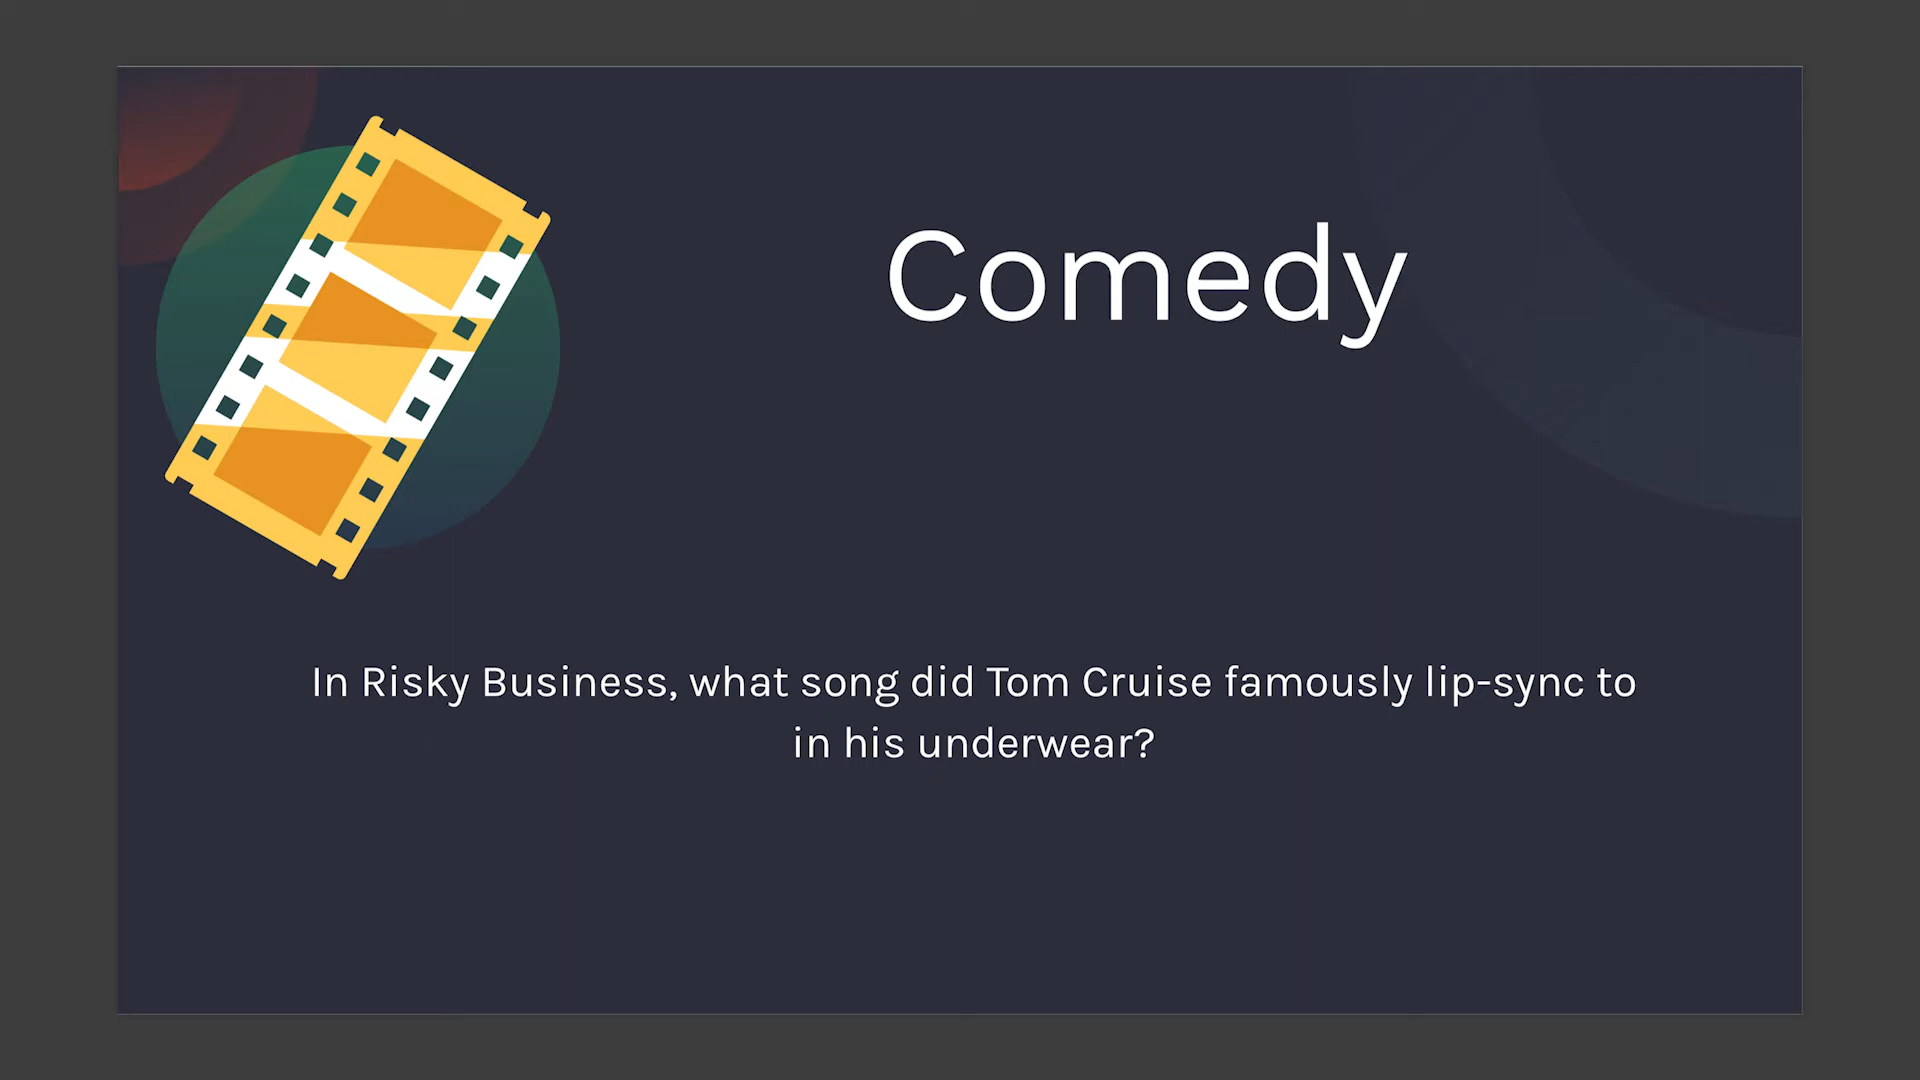 Comedy
In Risky Business, what song did Tom Cruise famously lip-sync to
in his underwear?